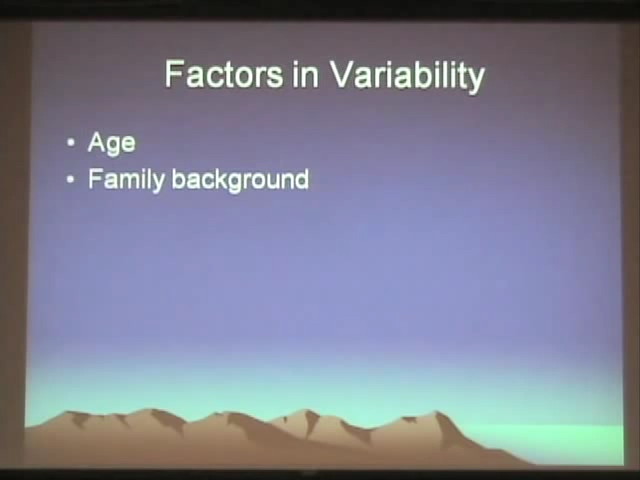 Factors in Variability
• Age
• Family background